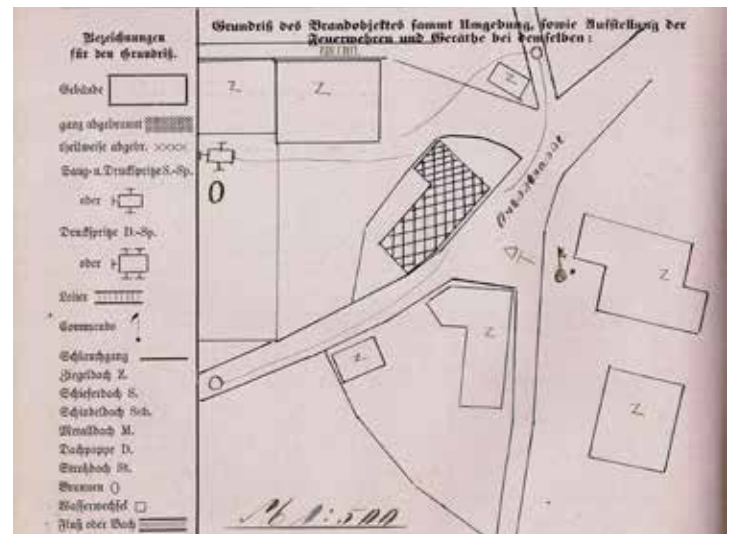 Bezeichnungen
für den Grundriß.
Gebäude
ganz abgebrannt
theilweise abgebr.
Saug- u. Druckspritze S.-Sp.
oder
Druckspritze D.-Sp.
oder
Leiter
Commando
Schlauchgang
Ziegeldach Z.
Schieferdach S.
Schindeldach Sch.
Metalldach M.
Dachpappe D.
Strohdach St.
Brunnen
Wasserwechsel
Fluß oder Bach
Grundriß des Brandobjektes sammt Umgebung, sowie Aufstellung der
Feuerwehren und Geräthe bei demselben:
Z.
Z.
Z
Z
Z
Z
Z
M 1:500